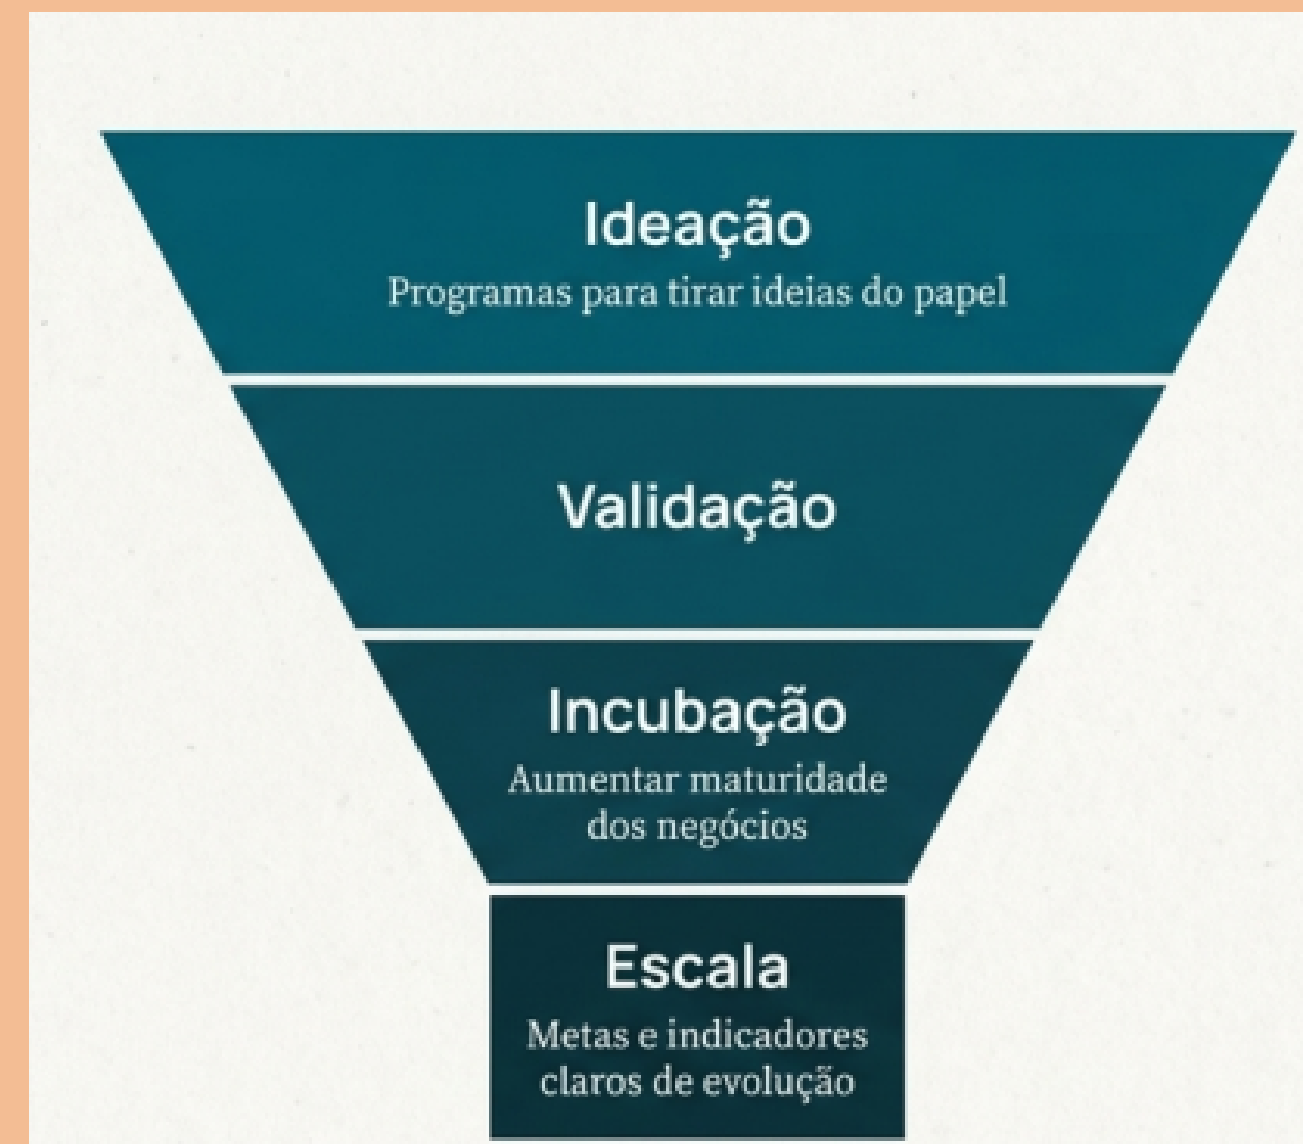 Ideação
Programas para tirar ideias do papel
Validação
Incubação
Aumentar maturidade
dos negócios
Escala
Metas e indicadores
claros de evolução